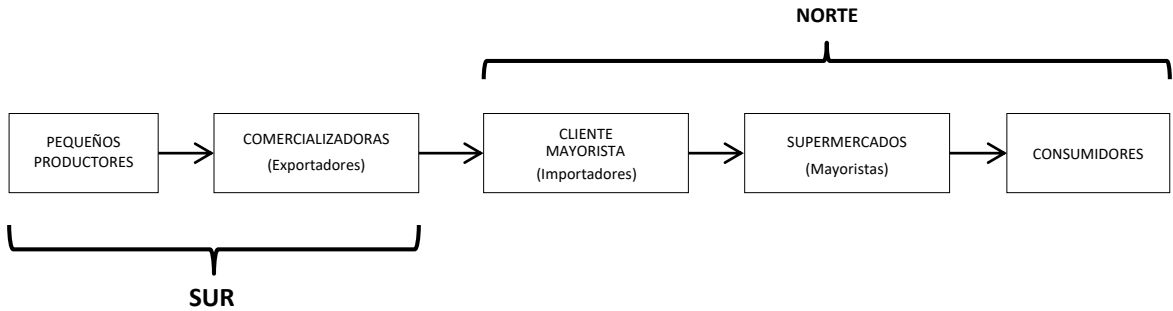 NORTE
PEQUEÑOS
PRODUCTORES
COMERCIALIZADORAS
(Exportadores)
CLIENTE
MAYORISTA
(Importadores)
SUPERMERCADOS
(Mayoristas)
CONSUMIDORES
SUR